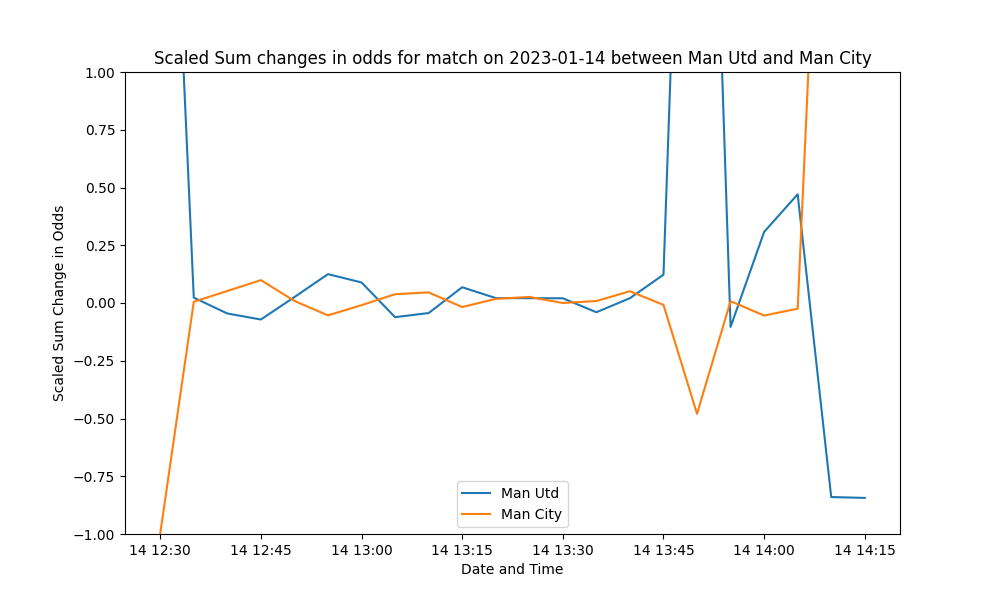 Scaled Sum changes in odds for match on 2023-01-14 between Man Utd and Man City
1.00
0.75
0.50
0.25
0.00
−0.25
−0.50
−0.75
−1.00
Scaled Sum Change in Odds
Man Utd
Man City
14 12:30 14 12:45 14 13:00 14 13:15 14 13:30 14 13:45 14 14:00 14 14:15
Date and Time